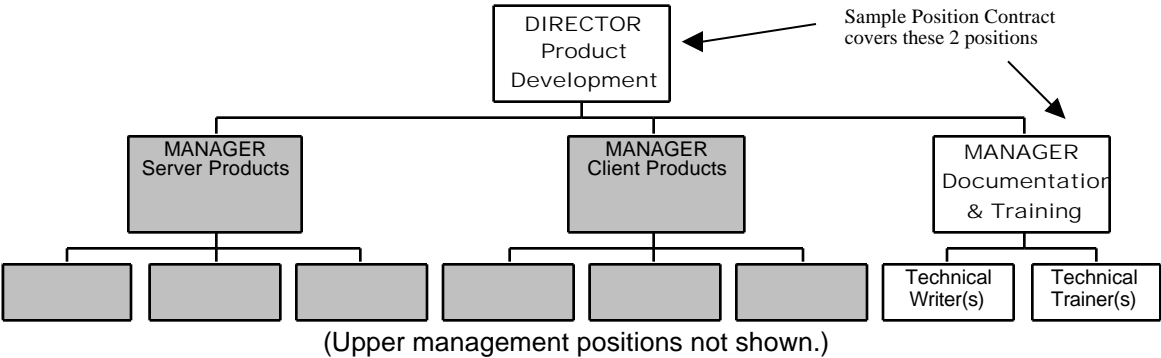 DIRECTOR
Product
Development
Sample Position Contract
covers these 2 positions
MANAGER
Server Products
MANAGER
Client Products
MANAGER
Documentation
& Training
Technical
Writer(s)
Technical
Trainer(s)
(Upper management positions not shown.)